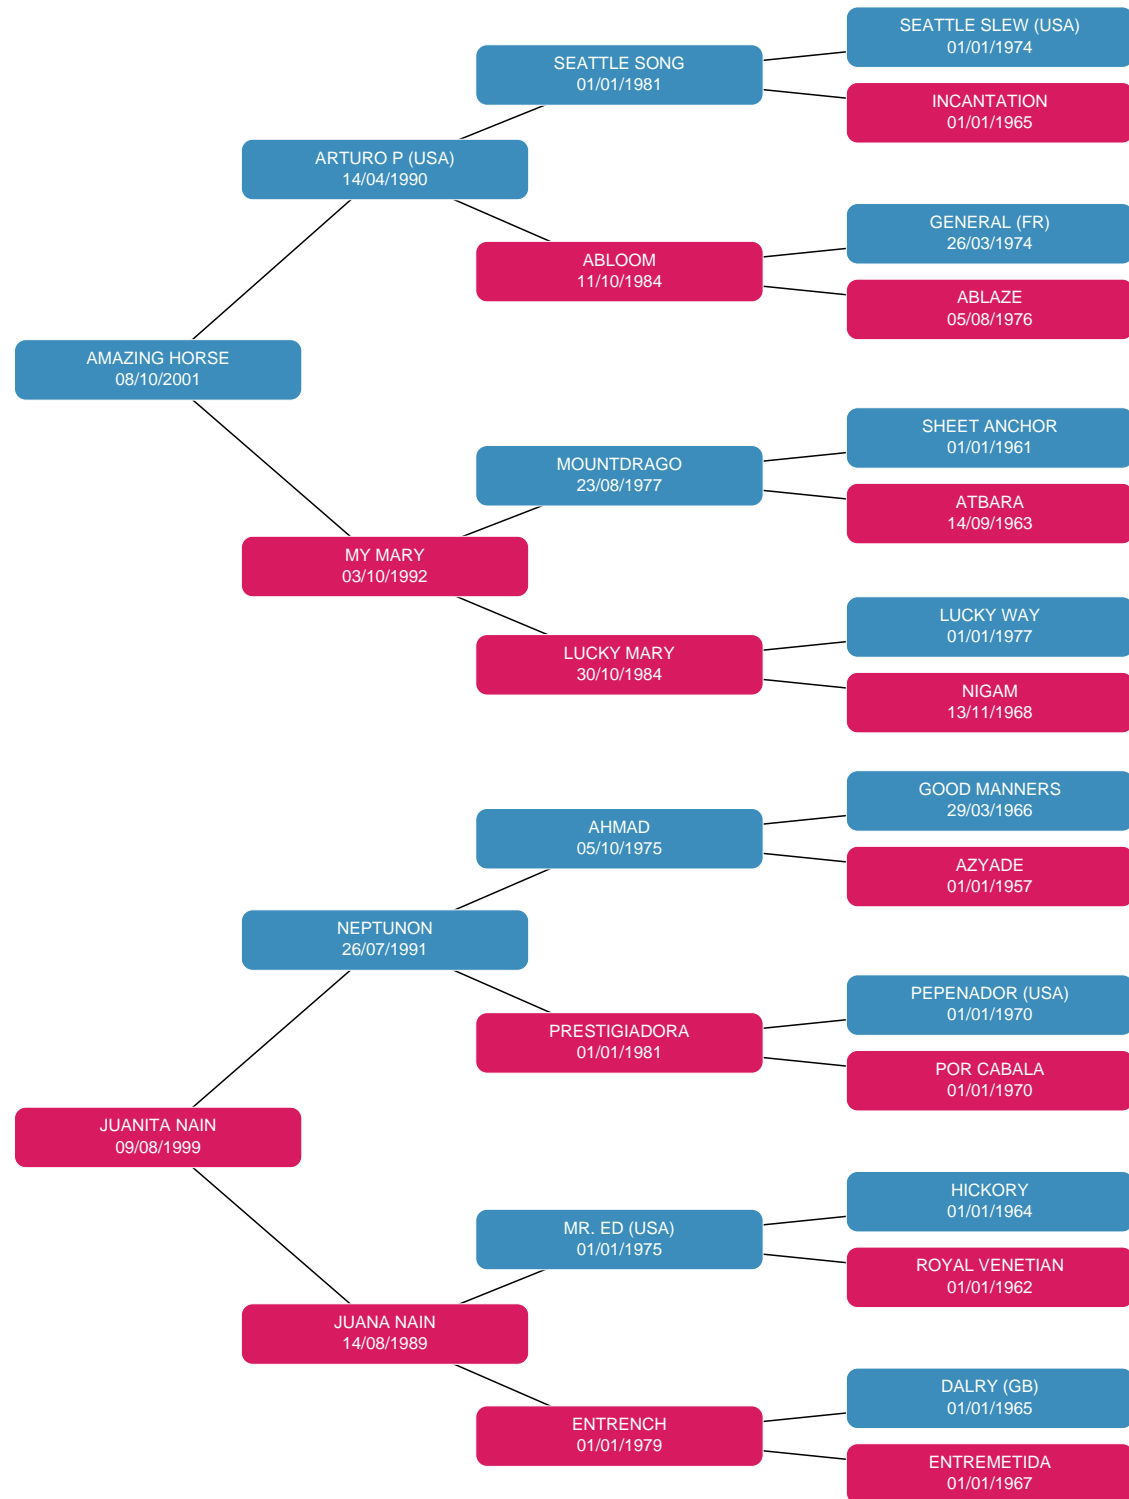 SEATTLE SLEW (USA)
01/01/1974
SEATTLE SONG
01/01/1981
INCANTATION
01/01/1965
ARTURO P (USA)
14/04/1990
GENERAL (FR)
26/03/1974
ABLOOM
11/10/1984
ABLAZE
05/08/1976
AMAZING HORSE
08/10/2001
SHEET ANCHOR
01/01/1961
MOUNTDRAGO
23/08/1977
ATBARA
14/09/1963
MY MARY
03/10/1992
LUCKY WAY
01/01/1977
LUCKY MARY
30/10/1984
NIGAM
13/11/1968
GOOD MANNERS
29/03/1966
AHMAD
05/10/1975
AZYADE
01/01/1957
NEPTUNON
26/07/1991
PEPENADOR (USA)
01/01/1970
PRESTIGIADORA
01/01/1981
POR CABALA
01/01/1970
JUANITA NAIN
09/08/1999
HICKORY
01/01/1964
MR. ED (USA)
01/01/1975
ROYAL VENETIAN
01/01/1962
JUANA NAIN
14/08/1989
DALRY (GB)
01/01/1965
ENTRENCH
01/01/1979
ENTREMETIDA
01/01/1967